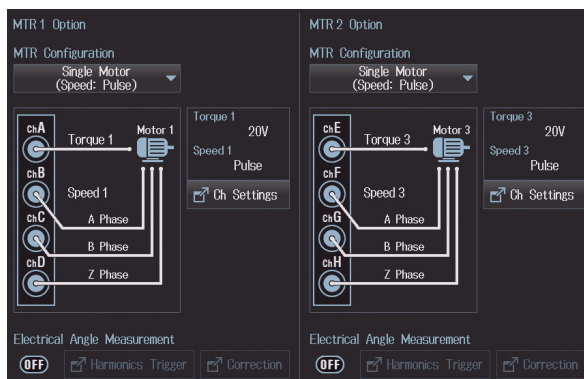 MTR 1 Option
MTR Configuration
Single Motor
(Speed: Pulse)
chA
Torque 1
Motor 1
chB
Speed 1
chC
A Phase
B Phase
chD
Z Phase
Torque 1
20V
Speed 1
Pulse
Ch Settings
Electrical Angle Measurement
OFF
Harmonics Trigger
Correction
MTR 2 Option
MTR Configuration
Single Motor
(Speed: Pulse)
chE
Torque 3
Motor 3
chF
Speed 3
chG
A Phase
B Phase
chH
Z Phase
Torque 3
20V
Speed 3
Pulse
Ch Settings
Electrical Angle Measurement
OFF
Harmonics Trigger
Correction